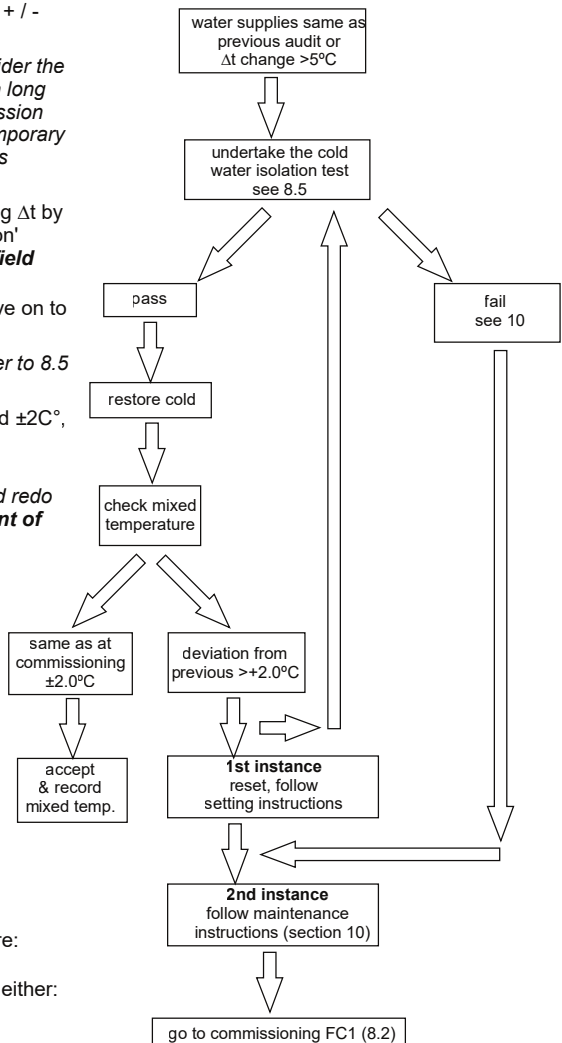 + / -
ider the
n long
ssion
mporary
s
g Δt by
on'
field
ve on to
er to 8.5
d ±2C°,
d redo
nt of
re:
either:
water supplies same as
previous audit or
Δt change >5ºC
undertake the cold
water isolation test
see 8.5
pass
fail
see 10
restore cold
check mixed
temperature
same as at
commissioning
±2.0ºC
deviation from
previous >+2.0ºC
accept
& record
mixed temp.
1st instance
reset, follow
setting instructions
2nd instance
follow maintenance
instructions (section 10)
go to commissioning FC1 (8.2)